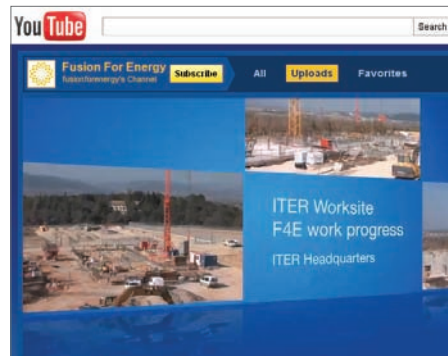 YouTube
Search
Fusion For Energy
fusionforenergy's Channel
Subscribe
All
Uploads
Favorites
ITER Worksite
F4E work progress
ITER Headquarters